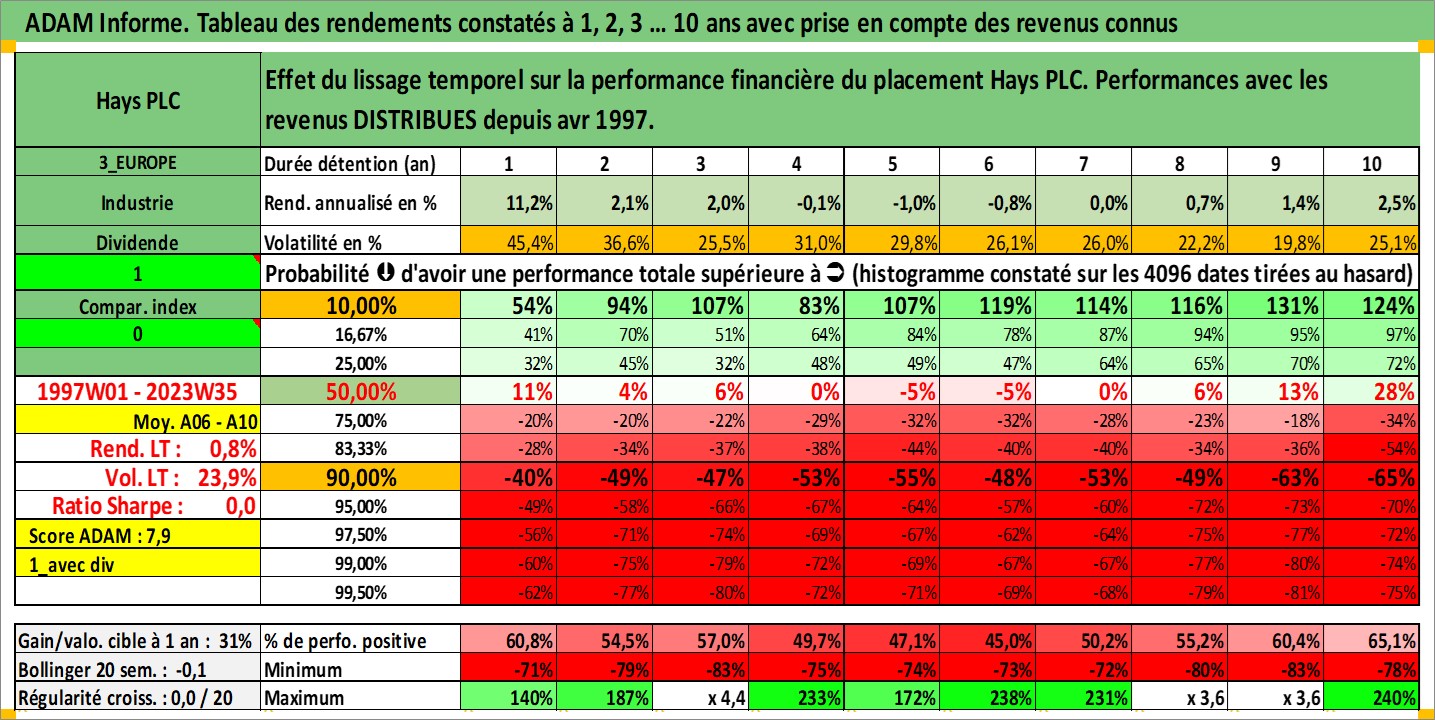 ADAM Informe. Tableau des rendements constatés à 1, 2, 3 ... 10 ans avec prise en compte des revenus connus
Hays PLC
Effet du lissage temporel sur la performance financière du placement Hays PLC. Performances avec les
revenus DISTRIBUES depuis avr 1997.
3_EUROPE Durée détention (an) 1 2 3 4 5 6 7 8 9 10
Industrie Rend. annualisé en % 11,2% 2,1% 2,0% -0,1% -1,0% -0,8% 0,0% 0,7% 1,4% 2,5%
Dividende Volatilité en % 45,4% 36,6% 25,5% 31,0% 29,8% 26,1% 26,0% 22,2% 19,8% 25,1%
1 Probabilité d'avoir une performance totale supérieure à (histogramme constaté sur les 4096 dates tirées au hasard)
Compar. index 10,00% 54% 94% 107% 83% 107% 119% 114% 116% 131% 124%
0 16,67% 41% 70% 51% 64% 84% 78% 87% 94% 95% 97%
25,00% 32% 45% 32% 48% 49% 47% 64% 65% 70% 72%
1997W01 - 2023W35 50,00% 11% 4% 6% 0% -5% -5% 0% 6% 13% 28%
Moy. A06 - A10 75,00% -20% -20% -22% -29% -32% -32% -28% -23% -18% -34%
Rend. LT : 0,8% 83,33% -28% -34% -37% -38% -44% -40% -40% -34% -36% -54%
Vol. LT : 23,9% 90,00% -40% -49% -47% -53% -55% -48% -53% -49% -63% -65%
Ratio Sharpe : 0,0 95,00% -49% -58% -66% -67% -64% -57% -60% -72% -73% -70%
Score ADAM : 7,9 97,50% -56% -71% -74% -69% -67% -62% -64% -75% -77% -72%
1_avec div 99,00% -60% -75% -79% -72% -69% -67% -67% -77% -80% -74%
99,50% -62% -77% -80% -72% -71% -69% -68% -79% -81% -75%
Gain/valo. cible à 1 an : 31% % de perfo. positive 60,8% 54,5% 57,0% 49,7% 47,1% 45,0% 50,2% 55,2% 60,4% 65,1%
Bollinger 20 sem. : -0,1 Minimum -71% -79% -83% -75% -74% -73% -72% -80% -83% -78%
Régularité croiss. : 0,0 / 20 Maximum 140% 187% x 4,4 233% 172% 238% 231% x 3,6 x 3,6 240%